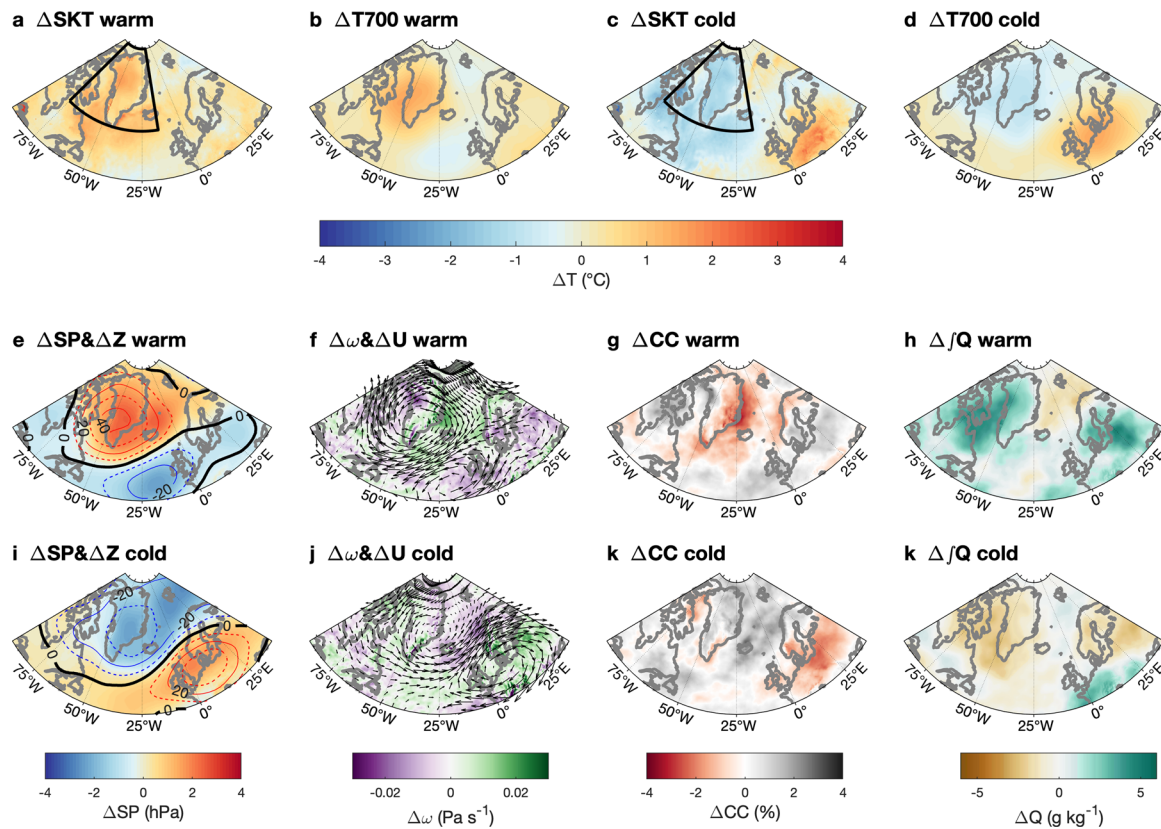 a ΔSKT warm
b ΔT700 warm
c ΔSKT cold
d ΔT700 cold
75°W 50°W 25°W 0° 25°E
75°W 50°W 25°W 0° 25°E
75°W 50°W 25°W 0° 25°E
75°W 50°W 25°W 0° 25°E
-4 -3 -2 -1 0 1 2 3 4
ΔT (°C)
e ΔSP&ΔZ warm
f Δω&ΔU warm
g ΔCC warm
h Δ∫Q warm
0 0 0 20 40 0 -20
75°W 50°W 25°W 0° 25°E
75°W 50°W 25°W 0° 25°E
75°W 50°W 25°W 0° 25°E
75°W 50°W 25°W 0° 25°E
i ΔSP&ΔZ cold
j Δω&ΔU cold
k ΔCC cold
k Δ∫Q cold
-20 -20 0 0 20 0
75°W 50°W 25°W 0° 25°E
75°W 50°W 25°W 0° 25°E
75°W 50°W 25°W 0° 25°E
75°W 50°W 25°W 0° 25°E
-4 -2 0 2 4
ΔSP (hPa)
-0.02 0 0.02
Δω (Pa s⁻¹)
-4 -2 0 2 4
ΔCC (%)
-5 0 5
ΔQ (g kg⁻¹)